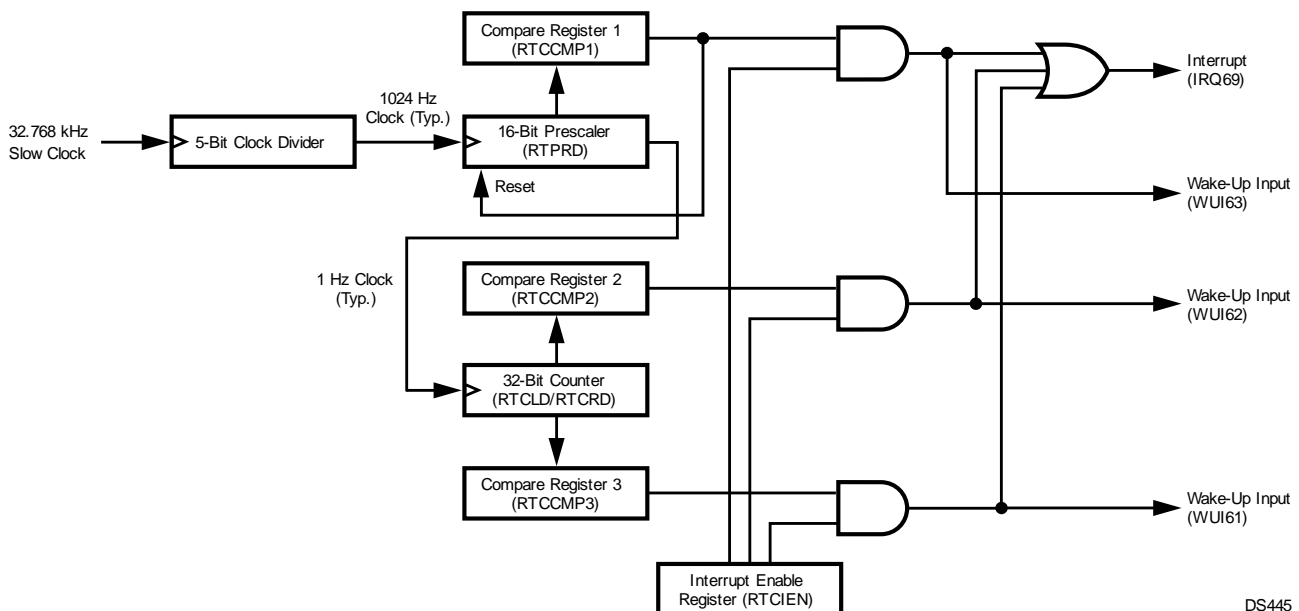 Compare Register 1
(RTCCMP1)
Interrupt
(IRQ69)
1024 Hz
Clock (Typ.)
32.768 kHz
Slow Clock
5-Bit Clock Divider
16-Bit Prescaler
(RTPRD)
Reset
Wake-Up Input
(WUI63)
1 Hz Clock
(Typ.)
Compare Register 2
(RTCCMP2)
Wake-Up Input
(WUI62)
32-Bit Counter
(RTCLD/RTCRD)
Compare Register 3
(RTCCMP3)
Wake-Up Input
(WUI61)
Interrupt Enable
Register (RTCIEN)
DS445